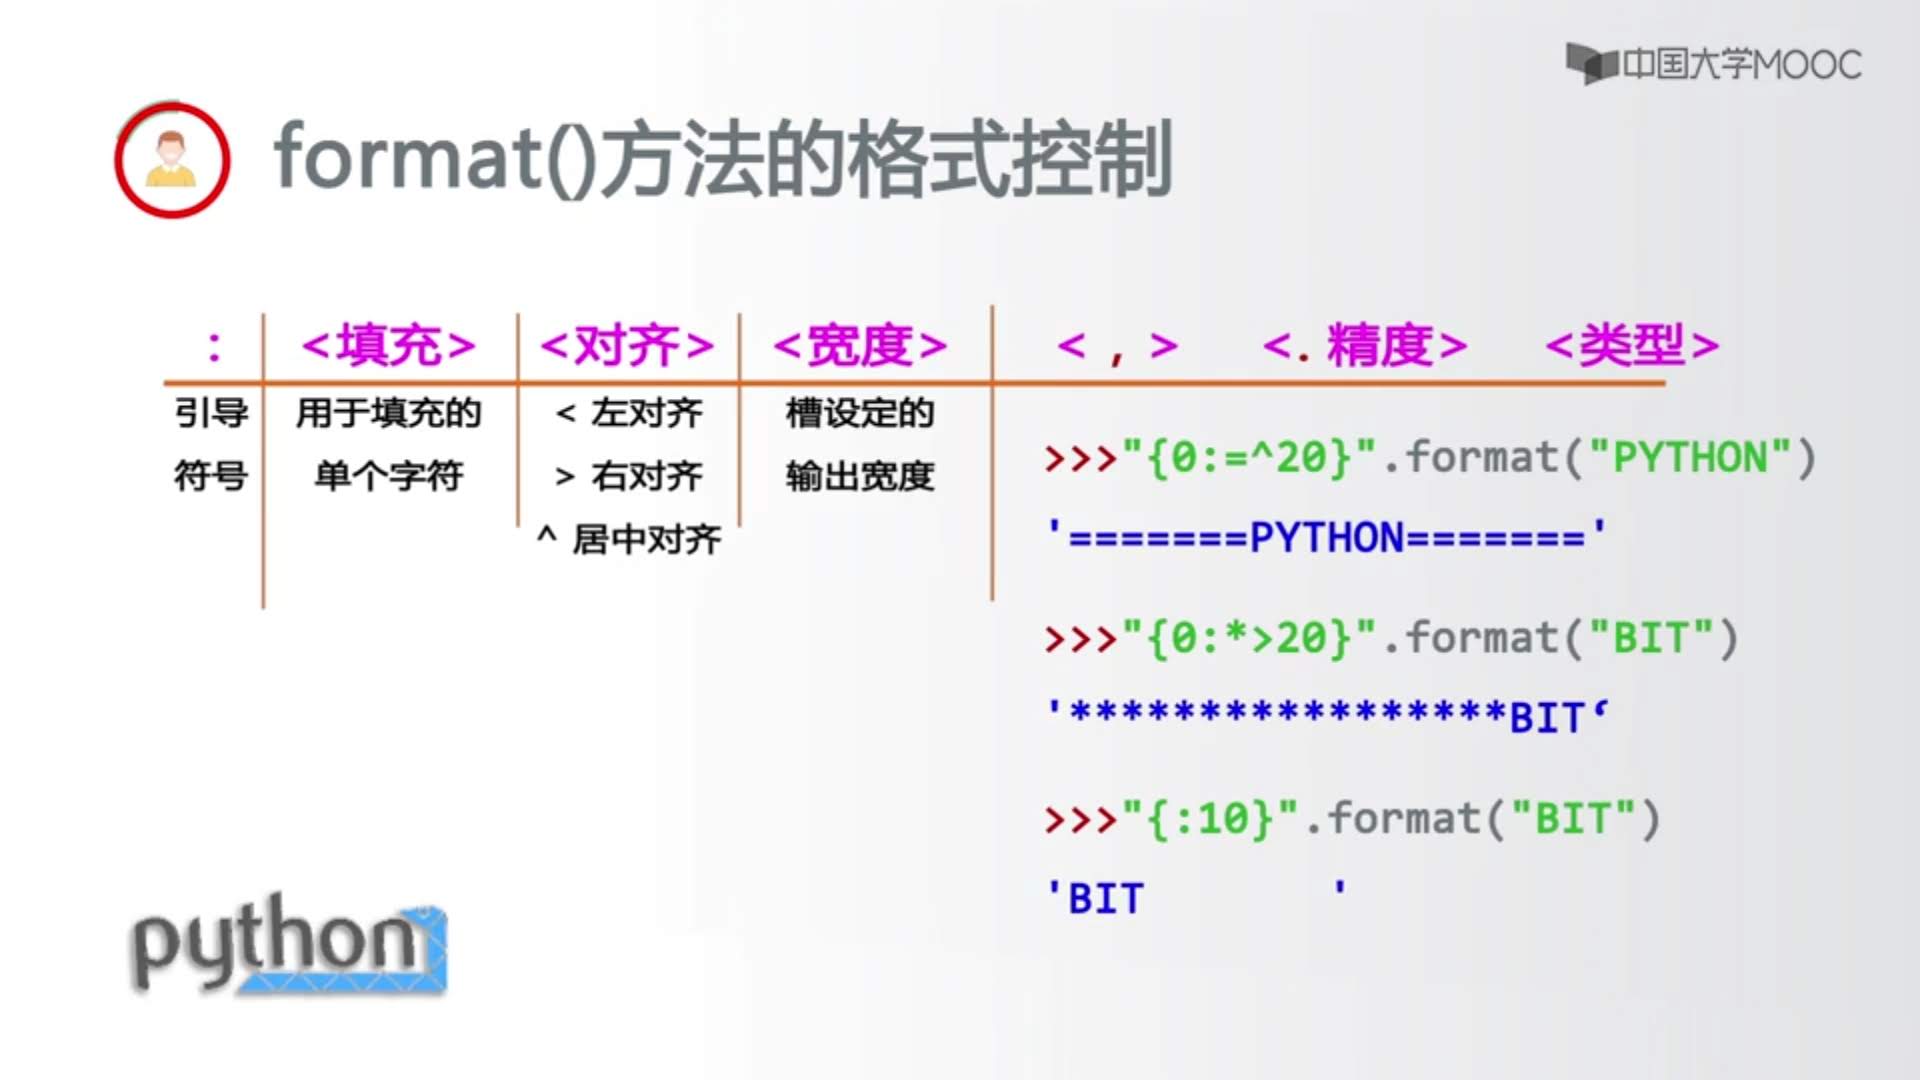 中国大学MOOC
format()方法的格式控制
: <填充> <对齐> <宽度> < , > <.精度> <类型>
引导 用于填充的 < 左对齐 槽设定的
符号 单个字符 > 右对齐 输出宽度
^ 居中对齐
>>>"{0:=^20}".format("PYTHON")
'=======PYTHON======='
>>>"{0:*>20}".format("BIT")
'*****************BIT‘
>>>"{:10}".format("BIT")
'BIT       '
python